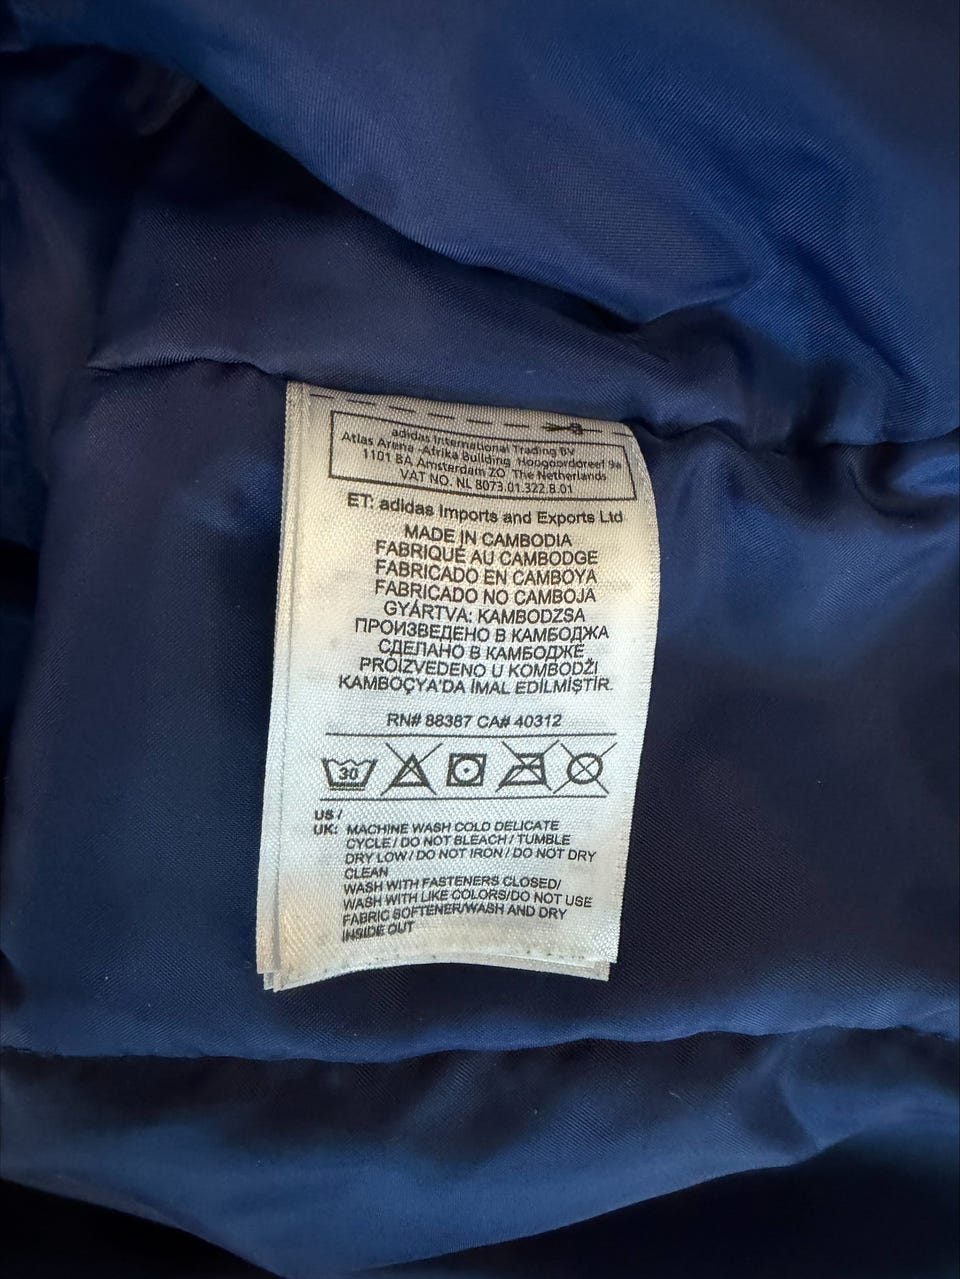 adidas International Trading BV
Atlas Arena -Afrika Building Hoogoorddreef 9a
1101 BA Amsterdam ZO The Netherlands
VAT NO. NL 8073.01.322.B.01
ET: adidas Imports and Exports Ltd
MADE IN CAMBODIA
FABRIQUÉ AU CAMBODGE
FABRICADO EN CAMBOYA
FABRICADO NO CAMBOJA
GYÁRTVA: KAMBODZSA
ПРОИЗВЕДЕНО В КАМБОДЖА
СДЕЛАНО В КАМБОДЖЕ
PROIZVEDENO U KOMBODŽI
KAMBOÇYA'DA İMAL EDİLMİŞTİR.
RN# 88387 CA# 40312
30
US /
UK: MACHINE WASH COLD DELICATE
CYCLE / DO NOT BLEACH / TUMBLE
DRY LOW / DO NOT IRON / DO NOT DRY
CLEAN
WASH WITH FASTENERS CLOSED/
WASH WITH LIKE COLORS/DO NOT USE
FABRIC SOFTENER/WASH AND DRY
INSIDE OUT